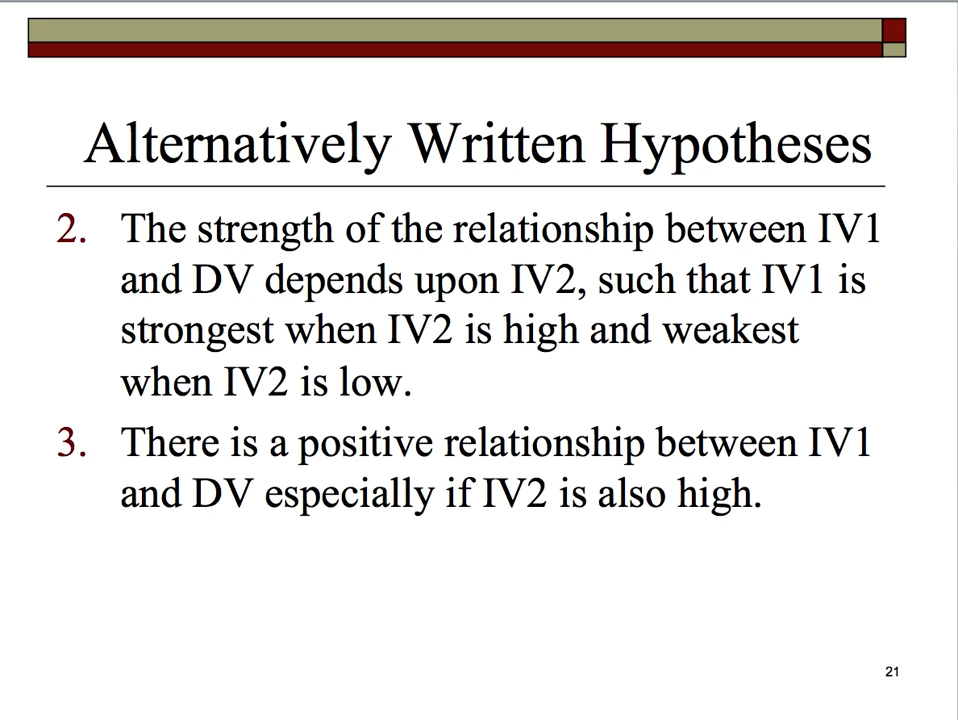 Alternatively Written Hypotheses
2. The strength of the relationship between IV1
and DV depends upon IV2, such that IV1 is
strongest when IV2 is high and weakest
when IV2 is low.
3. There is a positive relationship between IV1
and DV especially if IV2 is also high.
21